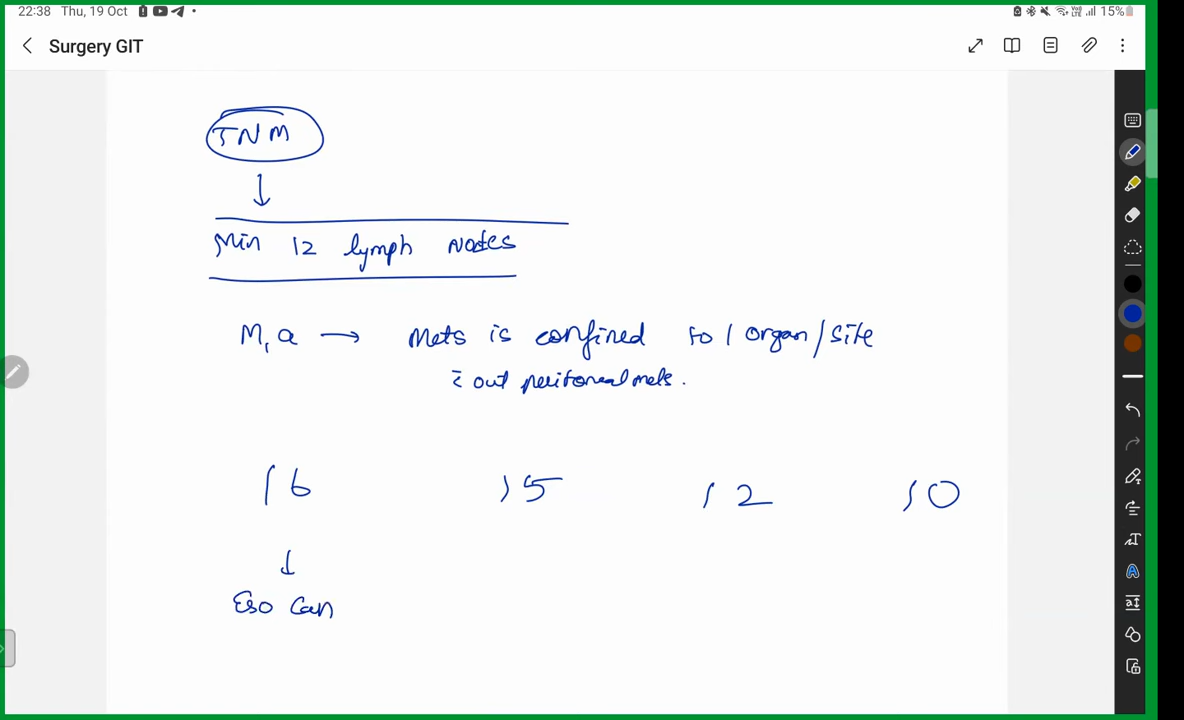 22:38 Thu, 19 Oct
15%
Surgery GIT
TNM
Min 12 lymph nodes
M1a → Mets is confined to 1 organ/site
c̄ out peritoneal mets.
16 15 12 10
Eso Can